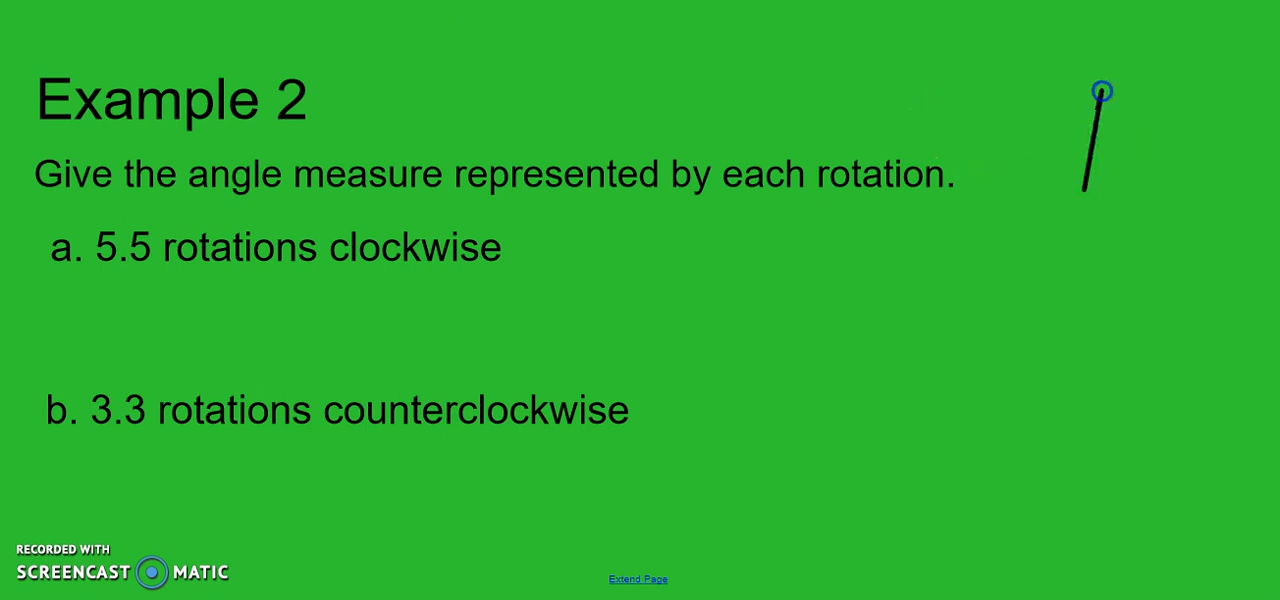 Example 2
Give the angle measure represented by each rotation.
a. 5.5 rotations clockwise
b. 3.3 rotations counterclockwise
RECORDED WITH
SCREENCAST MATIC
Extend Page